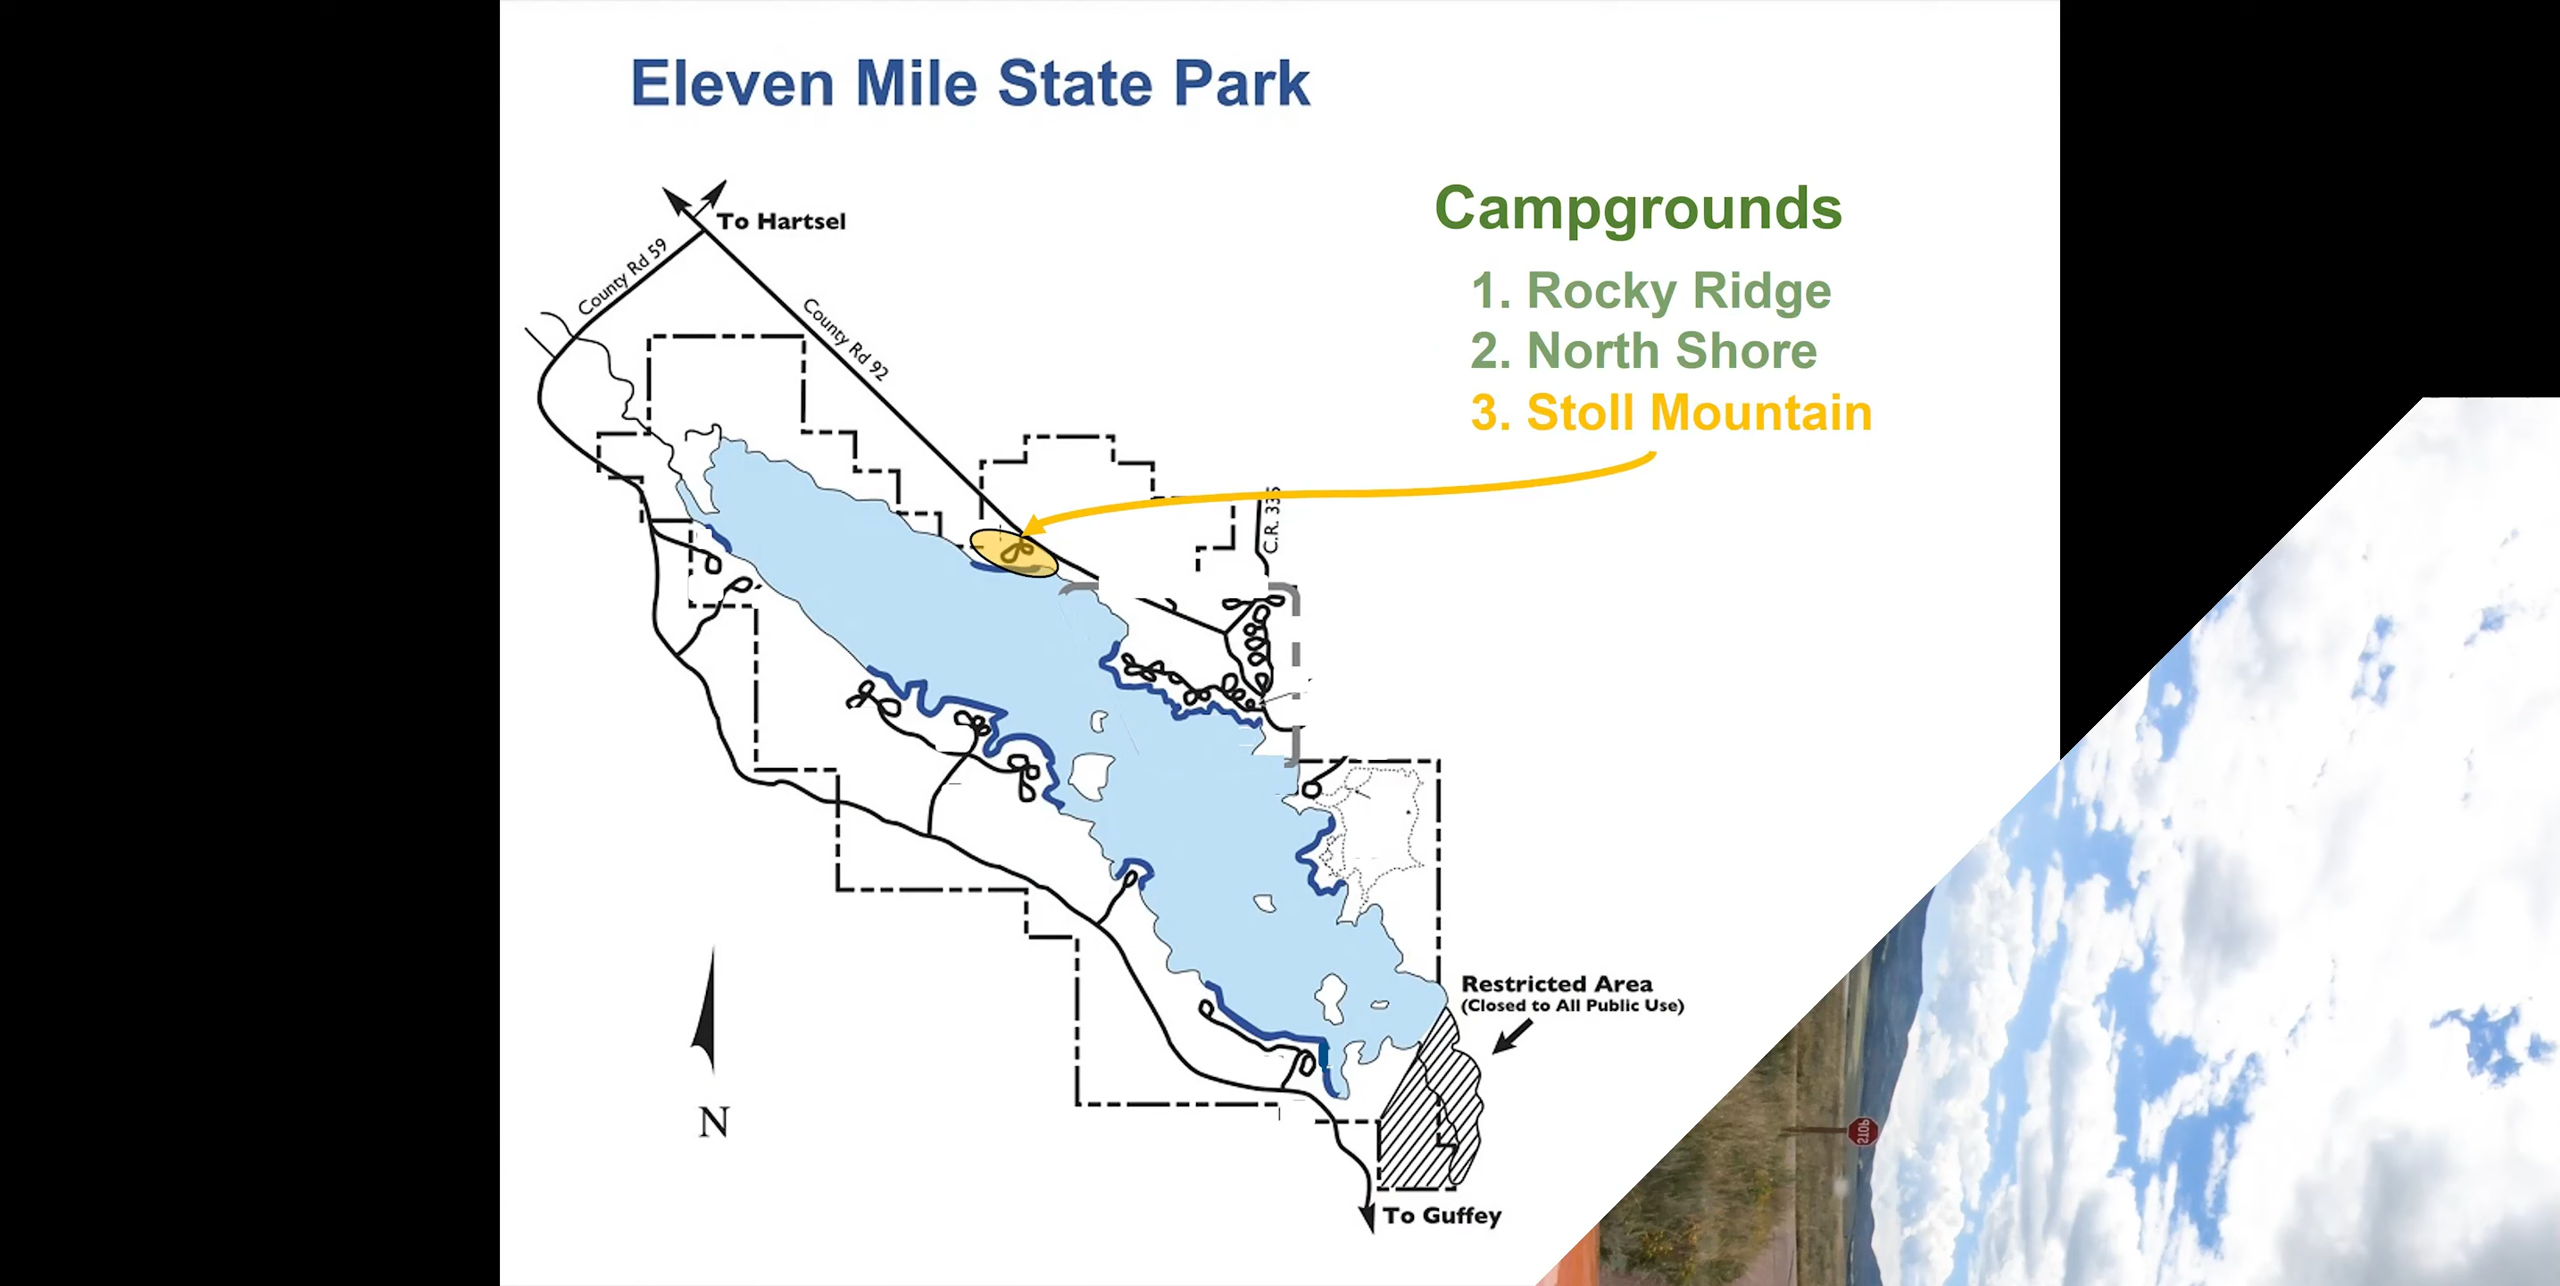 Eleven Mile State Park
Campgrounds
1. Rocky Ridge
2. North Shore
3. Stoll Mountain
To Hartsel
County Rd 59
County Rd 92
Restricted Area
(Closed to All Public Use)
N
To Guffey
STOP